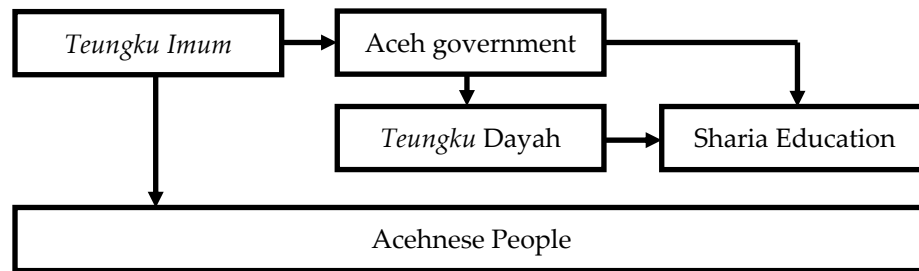 Teungku Imum
Aceh government
Teungku Dayah
Sharia Education
Acehnese People